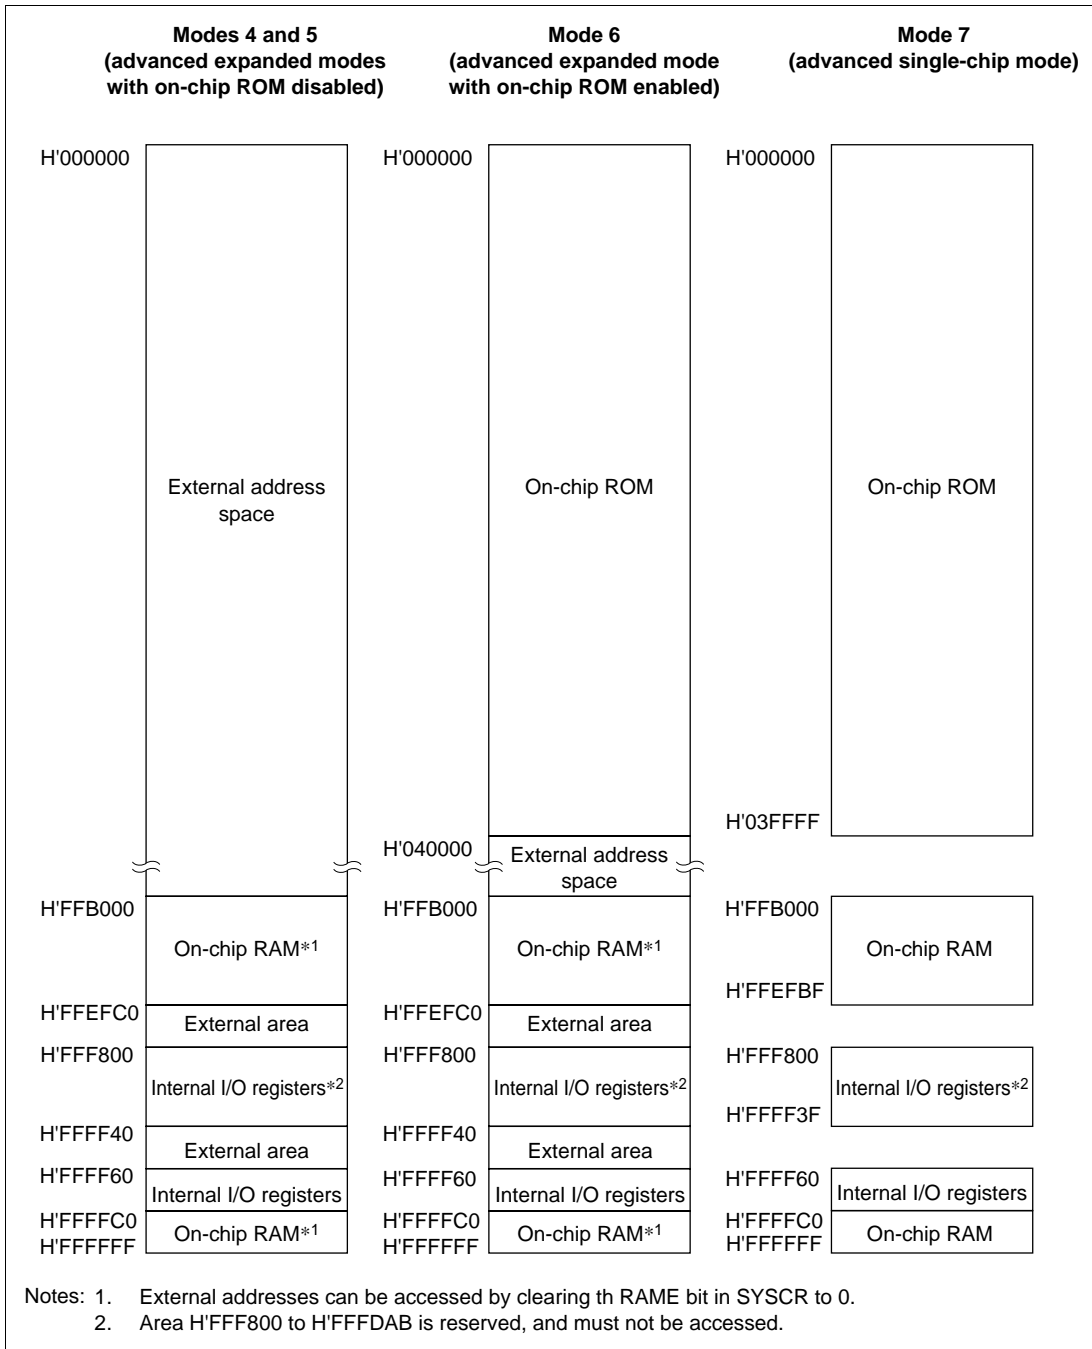 Modes 4 and 5
(advanced expanded modes
with on-chip ROM disabled)
Mode 6
(advanced expanded mode
with on-chip ROM enabled)
Mode 7
(advanced single-chip mode)
H'000000
External address
space
H'FFB000
On-chip RAM*1
H'FFEFC0
External area
H'FFF800
Internal I/O registers*2
H'FFFF40
External area
H'FFFF60
Internal I/O registers
H'FFFFC0
On-chip RAM*1
H'FFFFFF
H'000000
On-chip ROM
H'040000
External address
space
H'FFB000
On-chip RAM*1
H'FFEFC0
External area
H'FFF800
Internal I/O registers*2
H'FFFF40
External area
H'FFFF60
Internal I/O registers
H'FFFFC0
On-chip RAM*1
H'FFFFFF
H'000000
On-chip ROM
H'03FFFF
H'FFB000
On-chip RAM
H'FFEFBF
H'FFF800
Internal I/O registers*2
H'FFFF3F
H'FFFF60
Internal I/O registers
H'FFFFC0
On-chip RAM
H'FFFFFF
Notes: 1. External addresses can be accessed by clearing th RAME bit in SYSCR to 0.
2. Area H'FFF800 to H'FFFDAB is reserved, and must not be accessed.